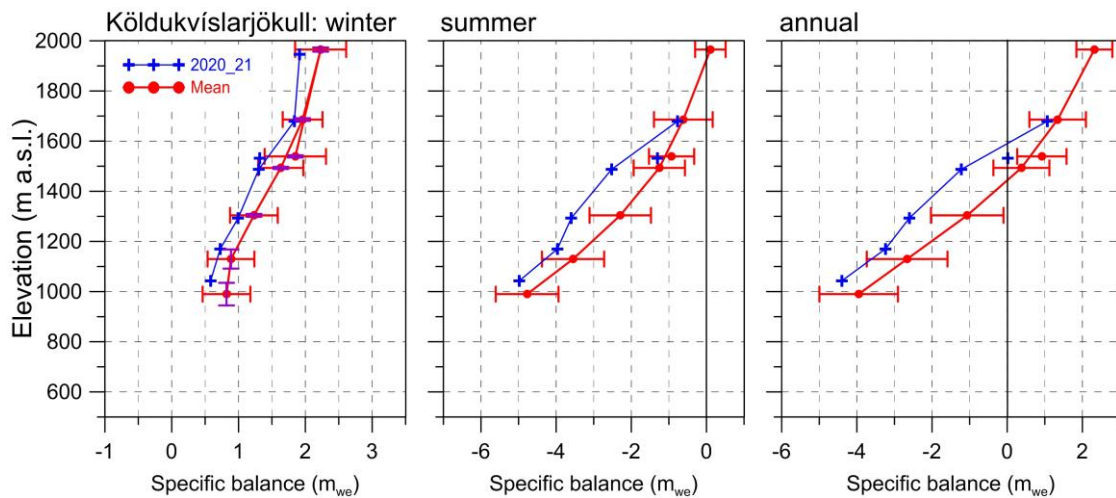 Köldukvíslarjökull: winter
summer
annual
2000
1800
1600
1400
1200
1000
800
600
Elevation (m a.s.l.)
2020_21
Mean
-1 0 1 2 3
-6 -4 -2 0
-6 -4 -2 0 2
Specific balance (mwe)
Specific balance (mwe)
Specific balance (mwe)